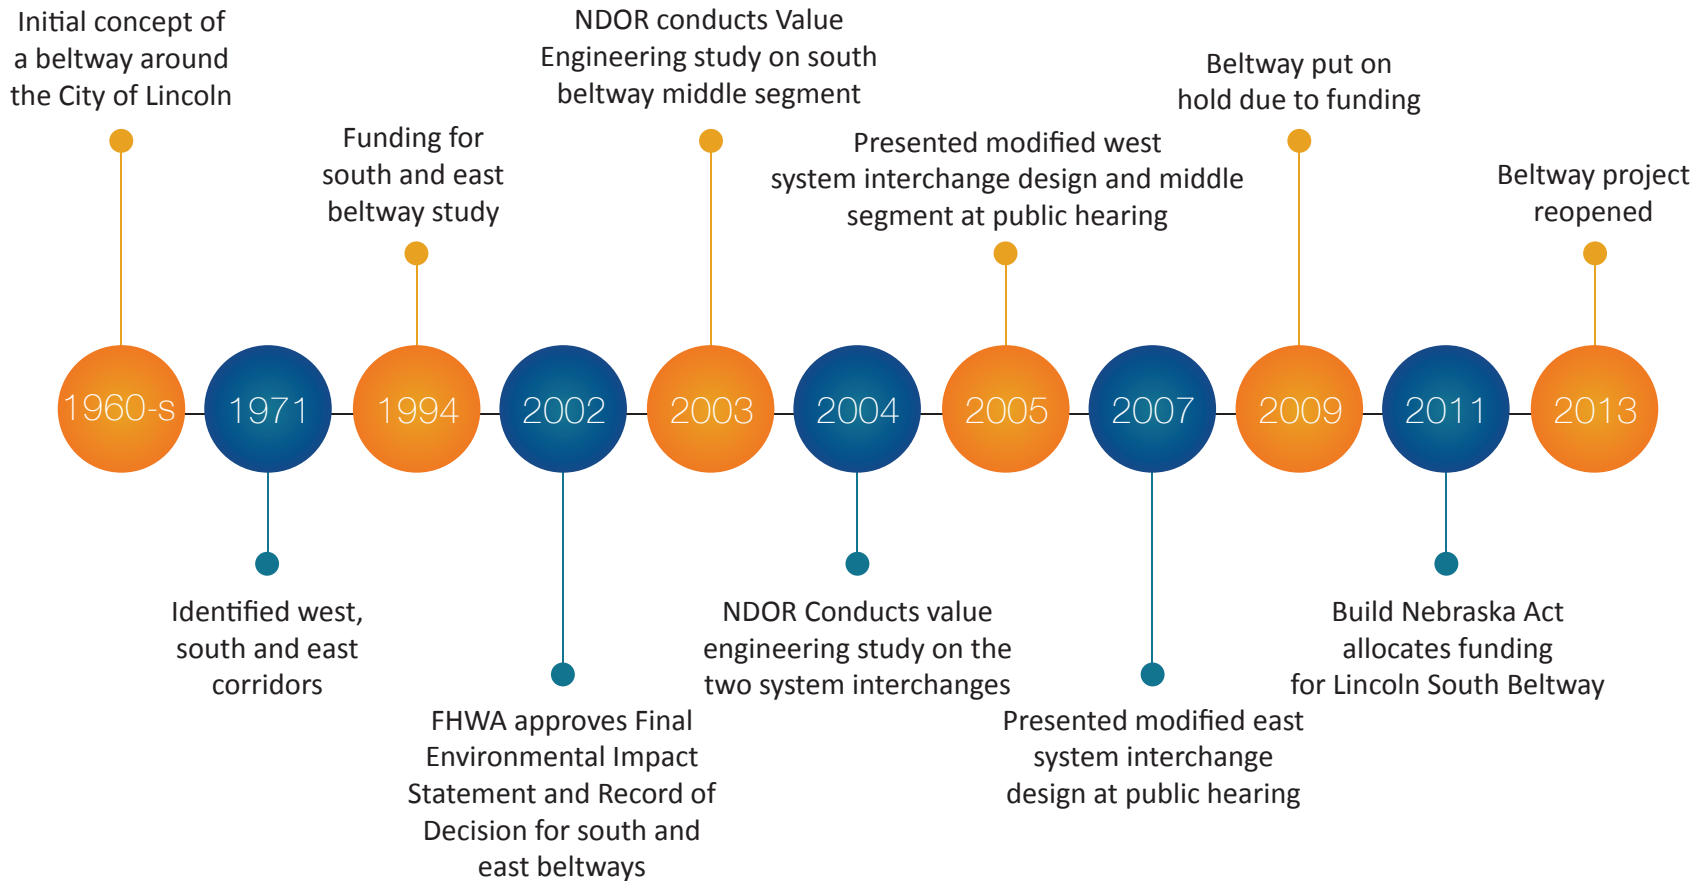 Initial concept of
a beltway around
the City of Lincoln
Funding for
south and east
beltway study
NDOR conducts Value
Engineering study on south
beltway middle segment
Presented modified west
system interchange design and middle
segment at public hearing
Beltway put on
hold due to funding
Beltway project
reopened
1960-s
1971
1994
2002
2003
2004
2005
2007
2009
2011
2013
Identified west,
south and east
corridors
FHWA approves Final
Environmental Impact
Statement and Record of
Decision for south and
east beltways
NDOR Conducts value
engineering study on the
two system interchanges
Presented modified east
system interchange
design at public hearing
Build Nebraska Act
allocates funding
for Lincoln South Beltway